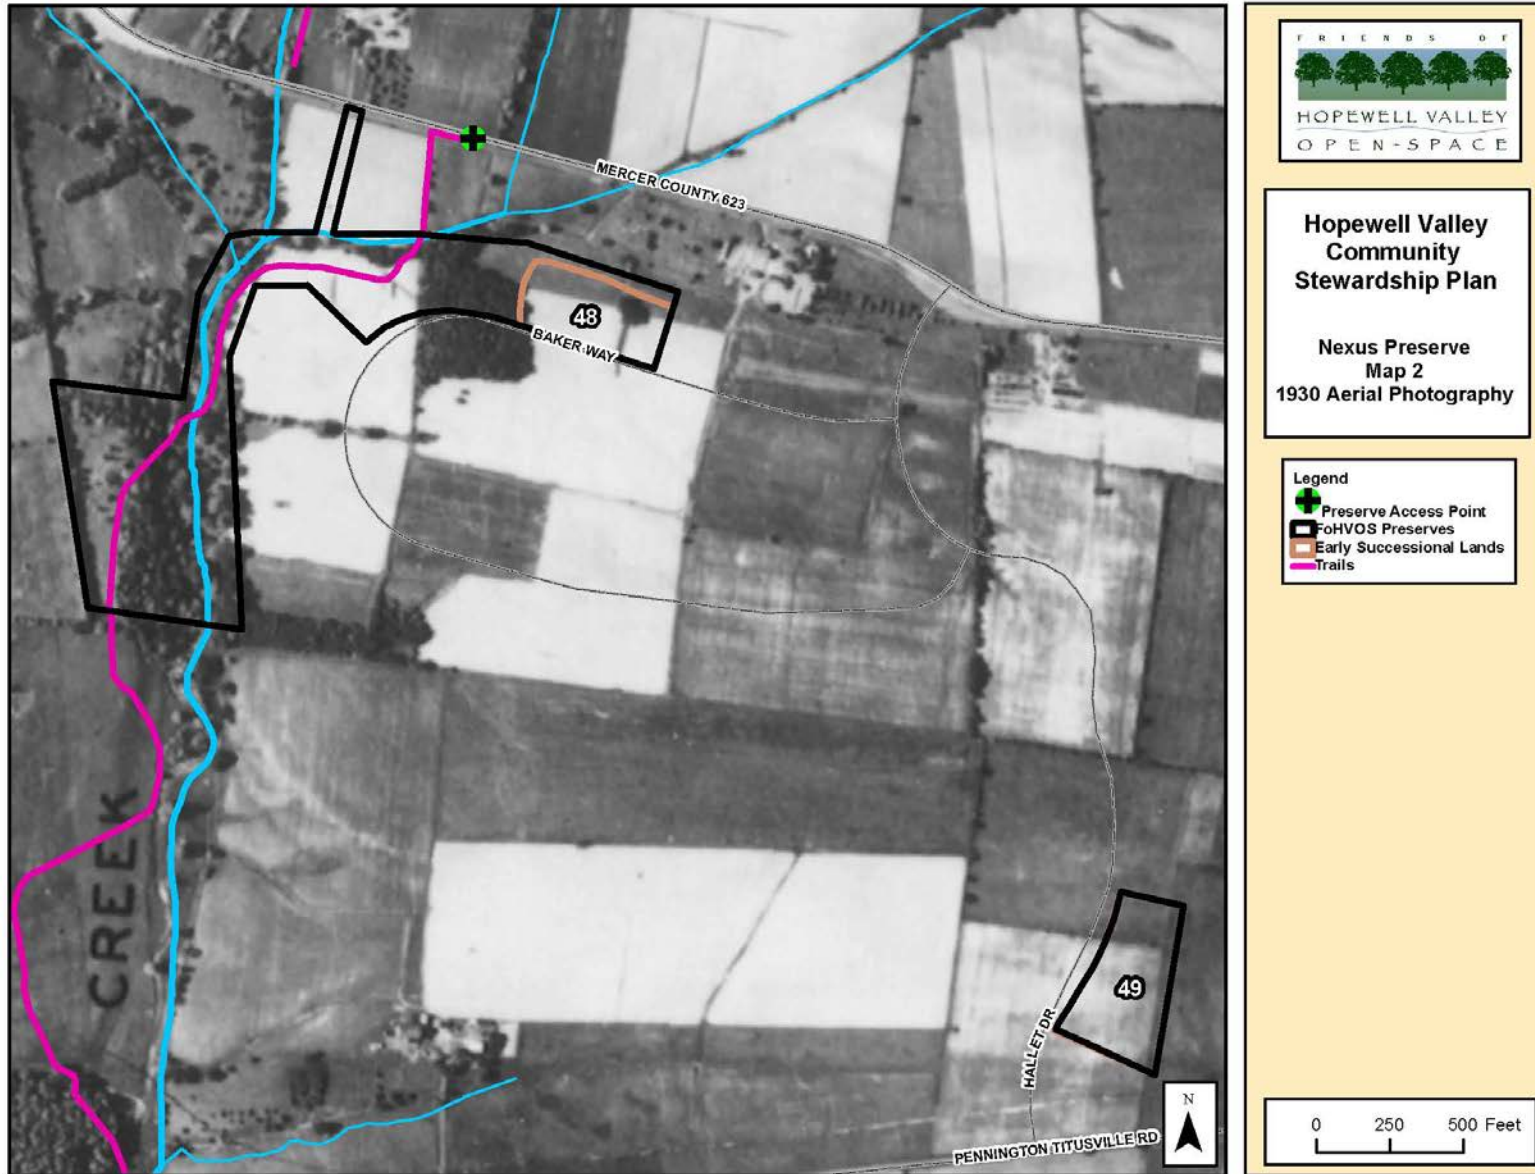 MERCER COUNTY 623
48
BAKER WAY
CREEK
49
HALLET DR
PENNINGTON TITUSVILLE RD
N
FRIENDS OF
HOPEWELL VALLEY
OPEN-SPACE
Hopewell Valley
Community
Stewardship Plan
Nexus Preserve
Map 2
1930 Aerial Photography
Legend
Preserve Access Point
FoHVOS Preserves
Early Successional Lands
Trails
0 250 500 Feet